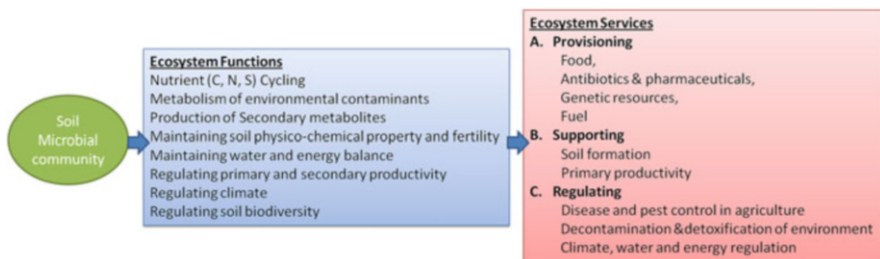 Soil
Microbial
community
Ecosystem Functions
Nutrient (C, N, S) Cycling
Metabolism of environmental contaminants
Production of Secondary metabolites
Maintaining soil physico-chemical property and fertility
Maintaining water and energy balance
Regulating primary and secondary productivity
Regulating climate
Regulating soil biodiversity
Ecosystem Services
A. Provisioning
Food,
Antibiotics & pharmaceuticals,
Genetic resources,
Fuel
B. Supporting
Soil formation
Primary productivity
C. Regulating
Disease and pest control in agriculture
Decontamination &detoxification of environment
Climate, water and energy regulation